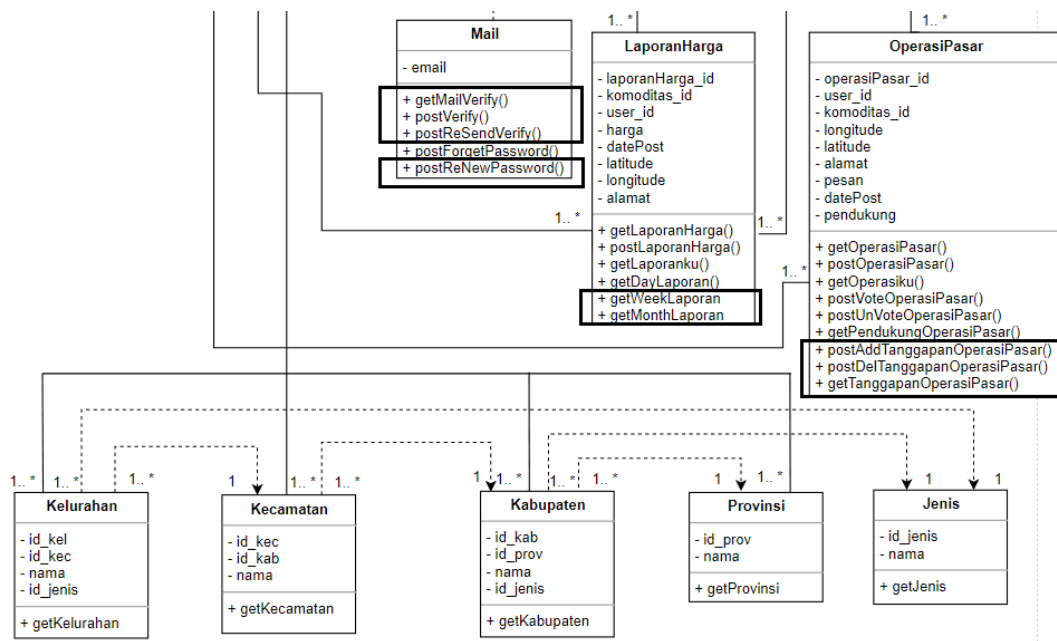 1.. *
1.. *
Mail
- email
+ getMailVerify()
+ postVerify()
+ postReSendVerify()
+ postForgetPassword()
+ postReNewPassword()
LaporanHarga
- laporanHarga_id
- komoditas_id
- user_id
- harga
- datePost
- latitude
- longitude
- alamat
+ getLaporanHarga()
+ postLaporanHarga()
+ getLaporanku()
+ getDayLaporan()
+ getWeekLaporan
+ getMonthLaporan
OperasiPasar
- operasiPasar_id
- user_id
- komoditas_id
- longitude
- latitude
- alamat
- pesan
- datePost
- pendukung
+ getOperasiPasar()
+ postOperasiPasar()
+ getOperasiku()
+ postVoteOperasiPasar()
+ postUnVoteOperasiPasar()
+ getPendukungOperasiPasar()
+ postAddTanggapanOperasiPasar()
+ postDelTanggapanOperasiPasar()
+ getTanggapanOperasiPasar()
1.. *
1.. *
1.. *
1.. *
1.. *
1.. *
1
1.. *
1.. *
1
1.. *
1.. *
1.. *
1
1.. *
1
1
Kelurahan
- id_kel
- id_kec
- nama
- id_jenis
+ getKelurahan
Kecamatan
- id_kec
- id_kab
- nama
+ getKecamatan
Kabupaten
- id_kab
- id_prov
- nama
- id_jenis
+ getKabupaten
Provinsi
- id_prov
- nama
+ getProvinsi
Jenis
- id_jenis
- nama
+ getJenis